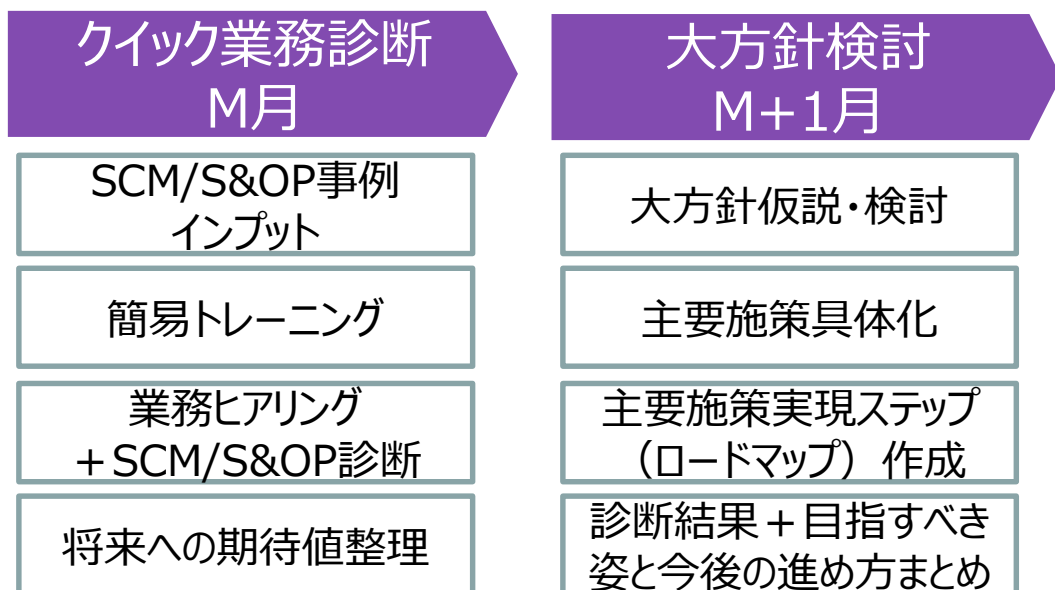 クイック業務診断
M月
SCM/S&OP事例
インプット
簡易トレーニング
業務ヒアリング
＋SCM/S&OP診断
将来への期待値整理
大方針検討
M＋1月
大方針仮説・検討
主要施策具体化
主要施策実現ステップ
（ロードマップ）作成
診断結果＋目指すべき
姿と今後の進め方まとめ